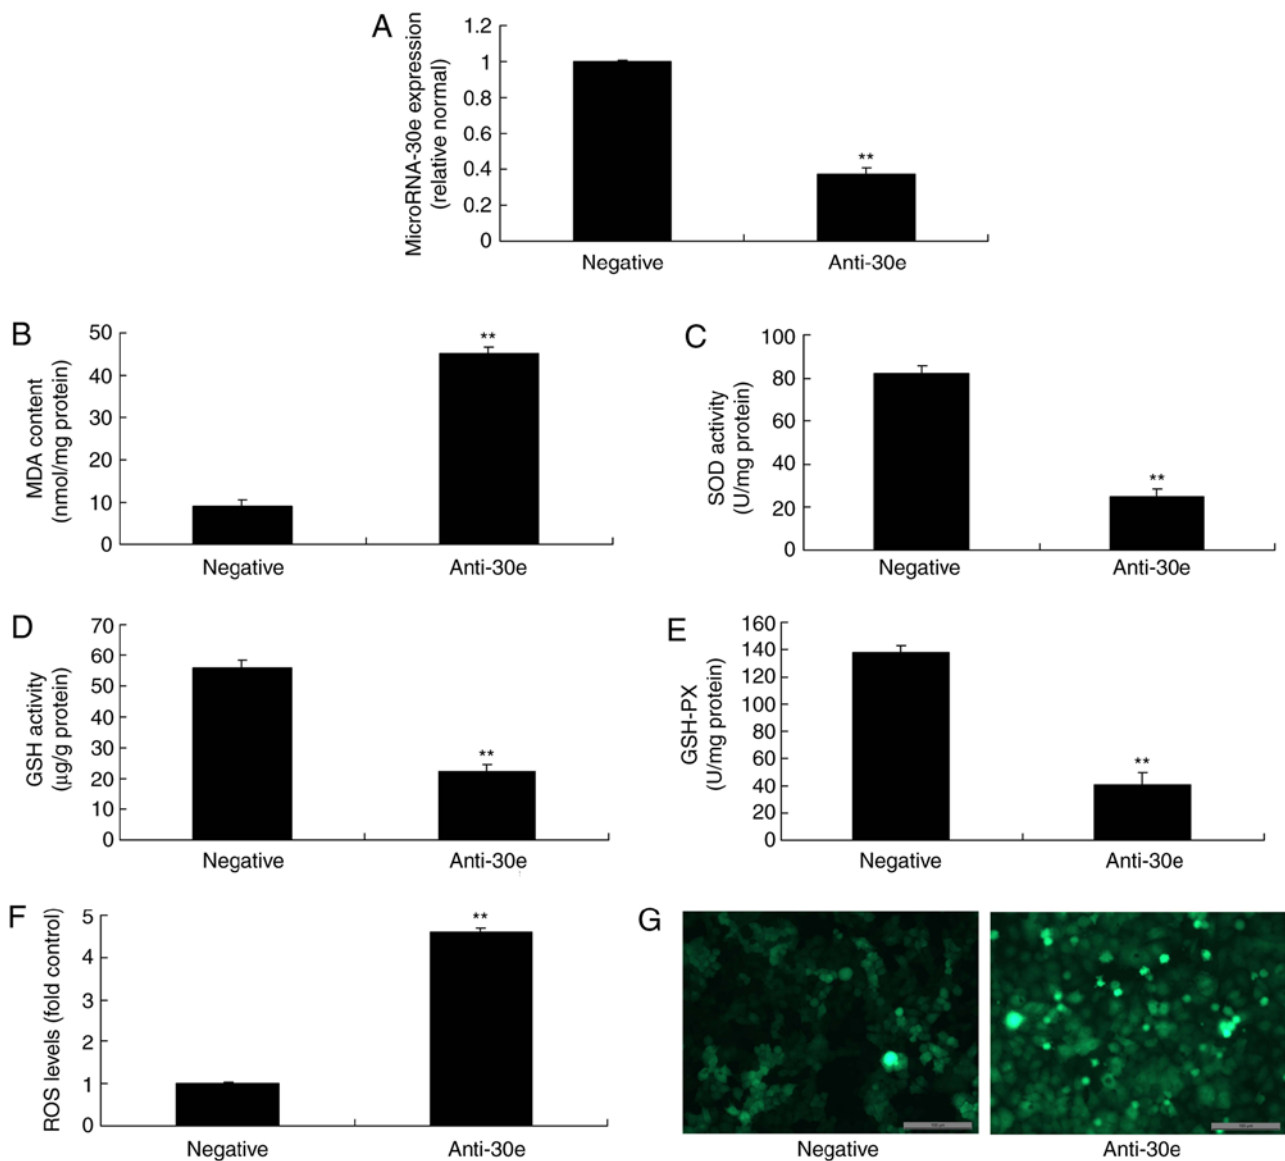 A
MicroRNA-30e expression
(relative normal)
1.2
1
0.8
0.6
0.4
0.2
0
**
Negative
Anti-30e
B
MDA content
(nmol/mg protein)
50
40
30
20
10
0
**
Negative
Anti-30e
C
SOD activity
(U/mg protein)
100
80
60
40
20
0
**
Negative
Anti-30e
D
GSH activity
(µg/g protein)
70
60
50
40
30
20
10
0
**
Negative
Anti-30e
E
GSH-PX
(U/mg protein)
160
140
120
100
80
60
40
20
0
**
Negative
Anti-30e
F
ROS levels (fold control)
5
4
3
2
1
0
**
Negative
Anti-30e
G
Negative
Anti-30e